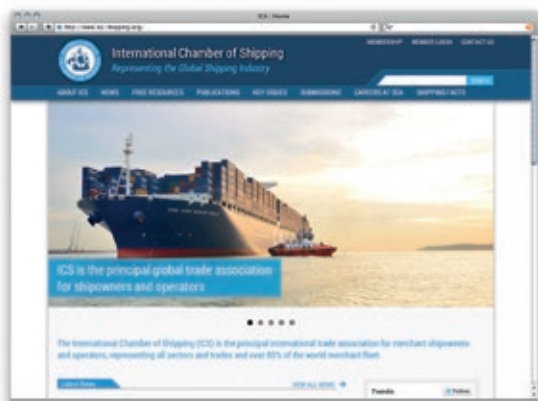 ICS | Home
MEMBERSHIP MEMBER LOGIN CONTACT US
International Chamber of Shipping
Representing the Global Shipping Industry
SEARCH
ABOUT ICS NEWS FREE RESOURCES PUBLICATIONS KEY ISSUES SUBMISSIONS CAREERS AT SEA SHIPPING FACTS
ICS is the principal global trade association
for shipowners and operators
The International Chamber of Shipping (ICS) is the principal international trade association for merchant shipowners
and operators, representing all sectors and trades and over 80% of the world merchant fleet.
Latest News VIEW ALL NEWS
Tweets Follow